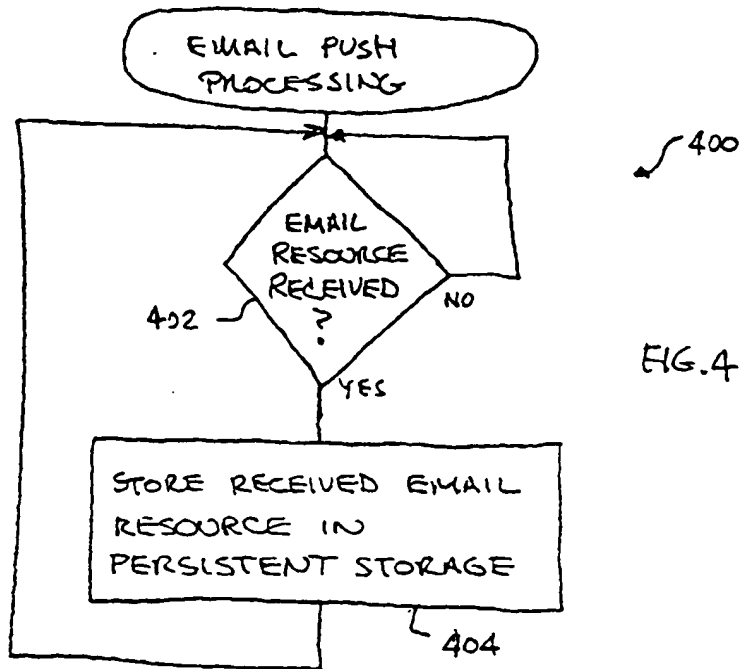 EMAIL PUSH
PROCESSING
400
EMAIL
RESOURCE
RECEIVED
?
402
NO
FIG.4
YES
STORE RECEIVED EMAIL
RESOURCE IN
PERSISTENT STORAGE
404